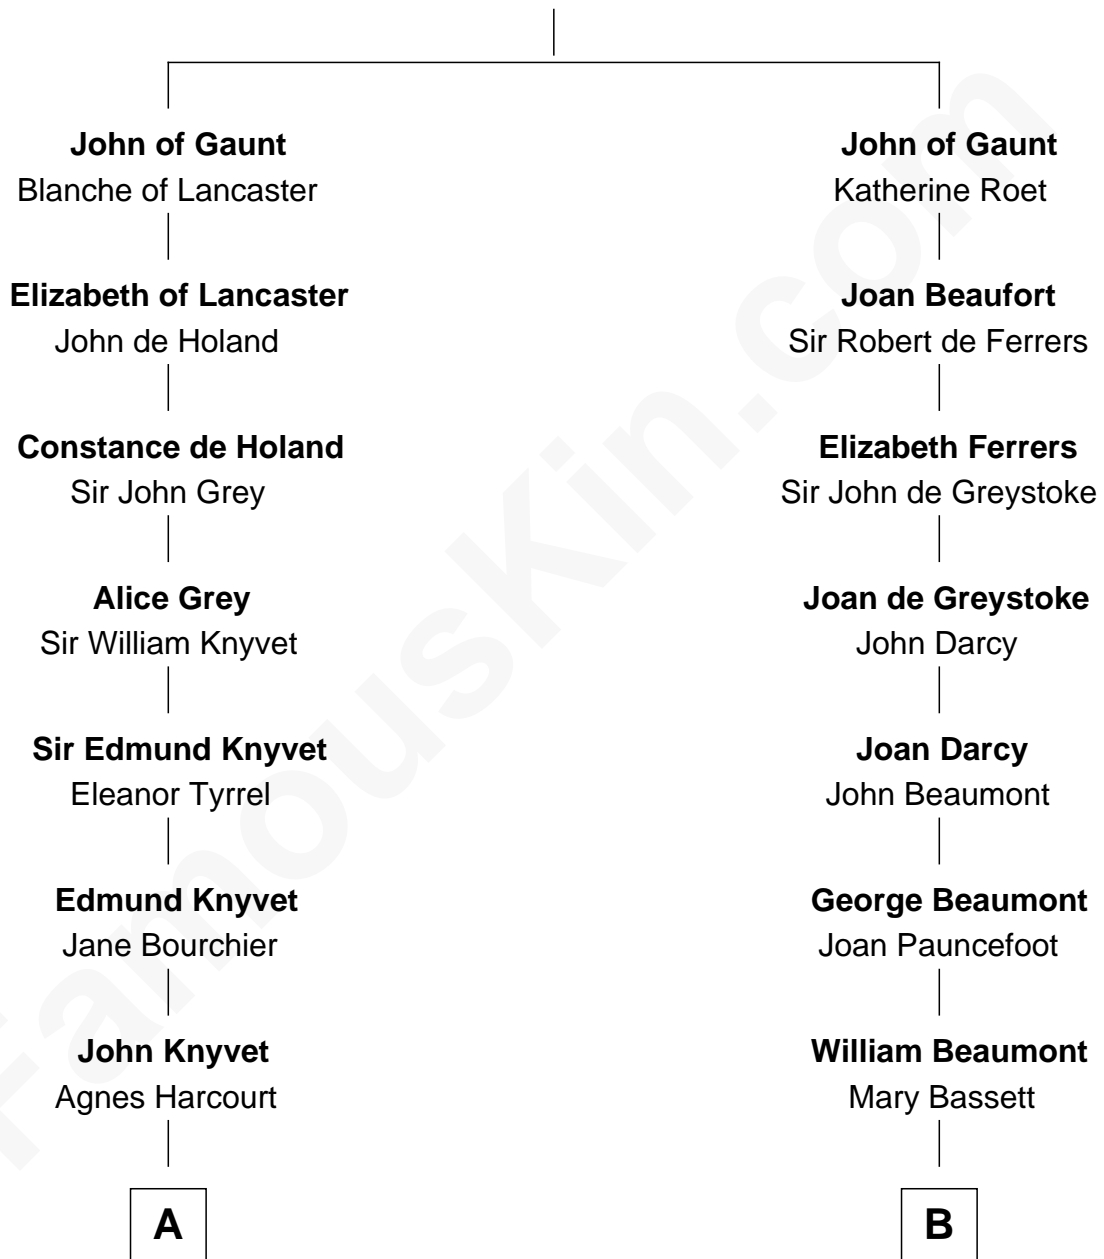 John of Gaunt
Blanche of Lancaster
Elizabeth of Lancaster
John de Holand
Constance de Holand
Sir John Grey
Alice Grey
Sir William Knyvet
Sir Edmund Knyvet
Eleanor Tyrrel
Edmund Knyvet
Jane Bourchier
John Knyvet
Agnes Harcourt
A
John of Gaunt
Katherine Roet
Joan Beaufort
Sir Robert de Ferrers
Elizabeth Ferrers
Sir John de Greystoke
Joan de Greystoke
John Darcy
Joan Darcy
John Beaumont
George Beaumont
Joan Pauncefoot
William Beaumont
Mary Bassett
B
FamousKin.com